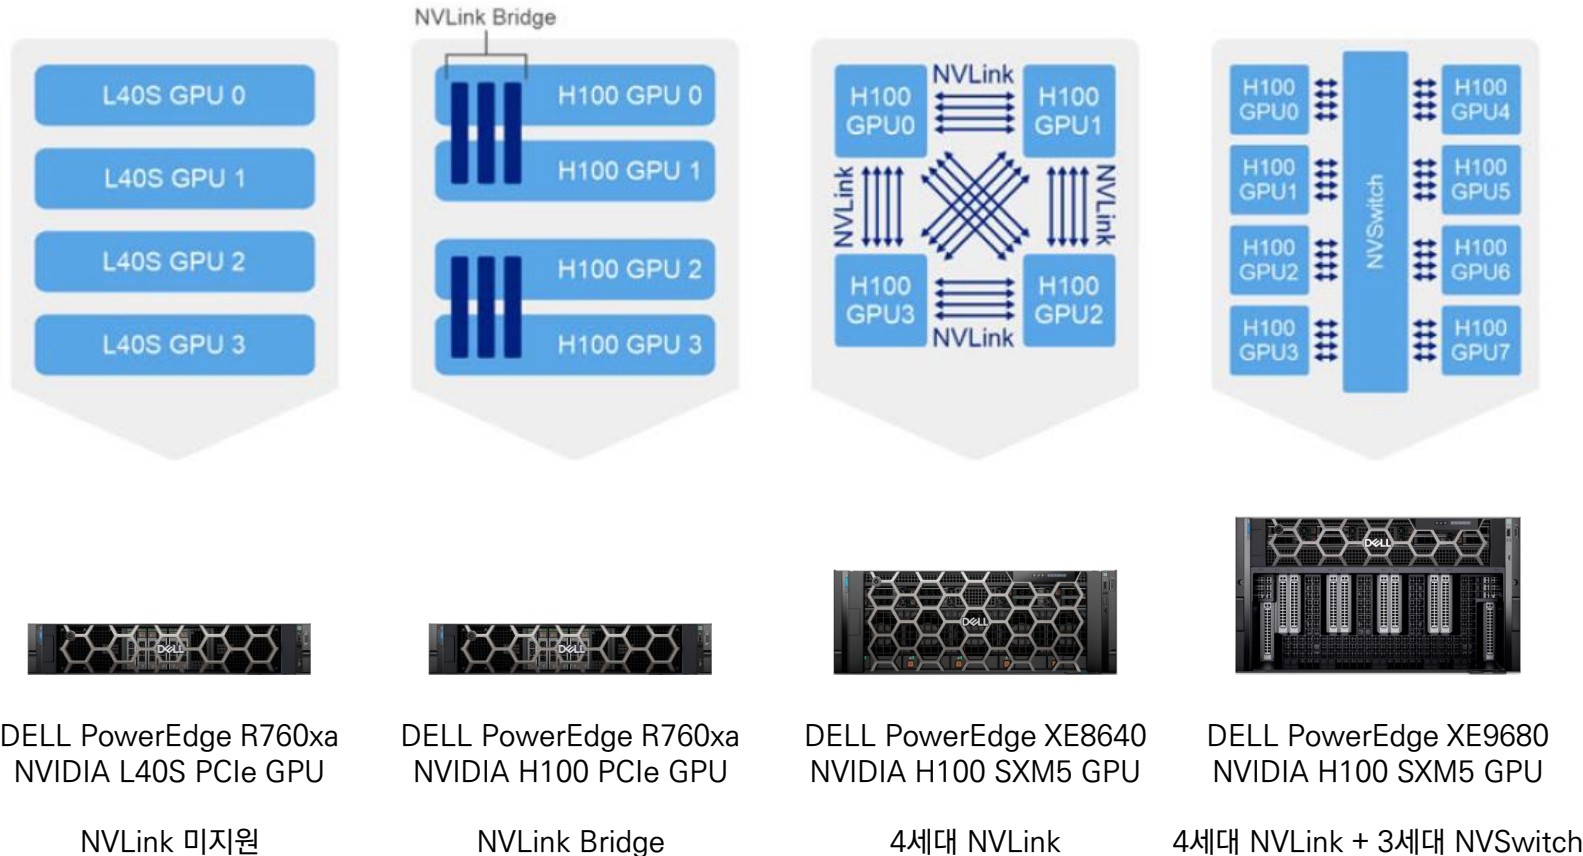 NVLink Bridge
L40S GPU 0
L40S GPU 1
L40S GPU 2
L40S GPU 3
H100 GPU 0
H100 GPU 1
H100 GPU 2
H100 GPU 3
H100
GPU0
NVLink
H100
GPU1
NVLink
NVLink
H100
GPU3
NVLink
H100
GPU2
H100
GPU0
H100
GPU1
H100
GPU2
H100
GPU3
NVSwitch
H100
GPU4
H100
GPU5
H100
GPU6
H100
GPU7
DELL
DELL
DELL
DELL
DELL PowerEdge R760xa
NVIDIA L40S PCIe GPU
NVLink 미지원
DELL PowerEdge R760xa
NVIDIA H100 PCIe GPU
NVLink Bridge
DELL PowerEdge XE8640
NVIDIA H100 SXM5 GPU
4세대 NVLink
DELL PowerEdge XE9680
NVIDIA H100 SXM5 GPU
4세대 NVLink + 3세대 NVSwitch